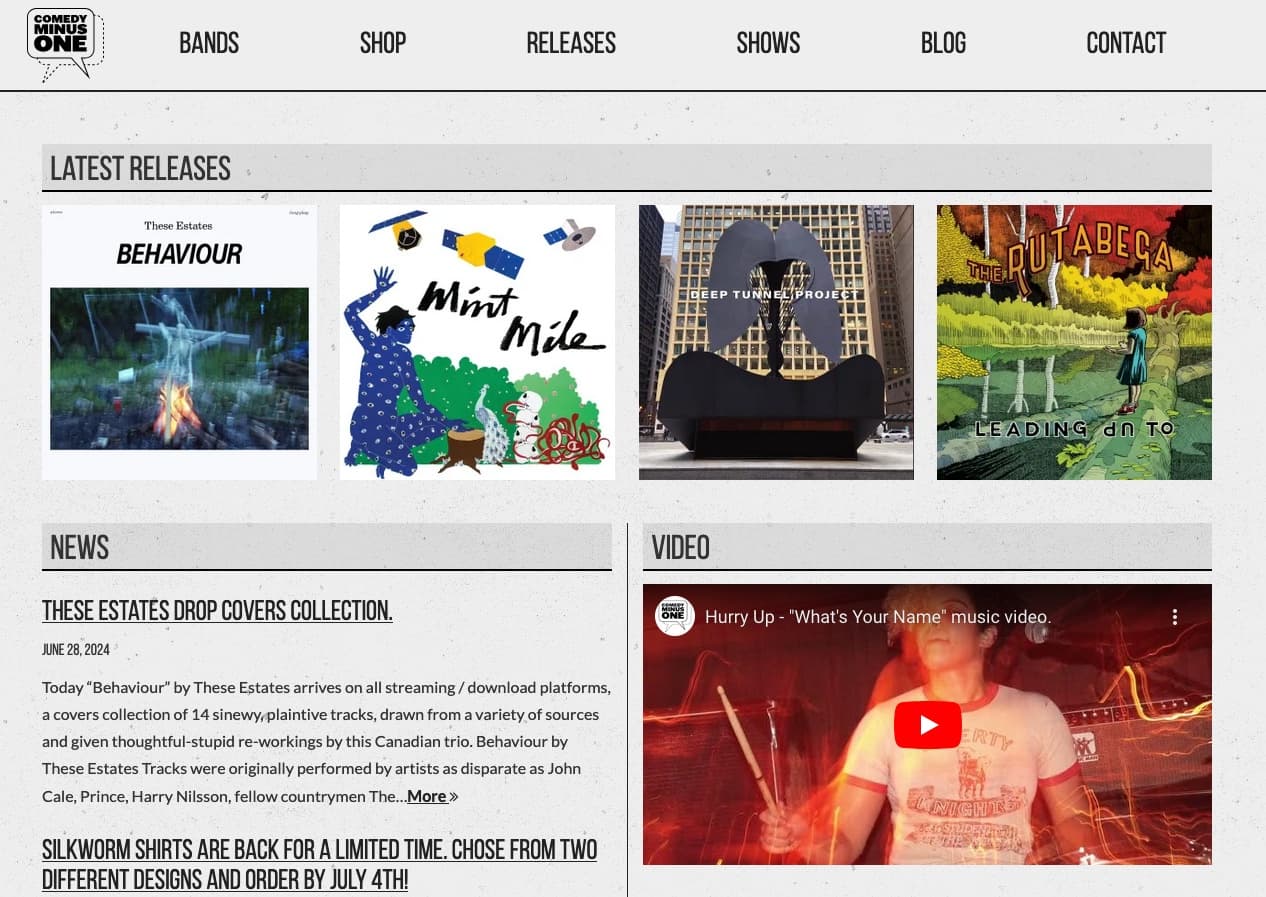 COMEDY
MINUS
ONE
BANDS
SHOP
RELEASES
SHOWS
BLOG
CONTACT
LATEST RELEASES
These Estates
BEHAVIOUR
Mint
Mile
DEEP TUNNEL PROJECT
THE RUTABEGA
LEADING UP TO
NEWS
THESE ESTATES DROP COVERS COLLECTION.
JUNE 28, 2024
Today “Behaviour” by These Estates arrives on all streaming / download platforms,
a covers collection of 14 sinewy, plaintive tracks, drawn from a variety of sources
and given thoughtful-stupid re-workings by this Canadian trio. Behaviour by
These Estates Tracks were originally performed by artists as disparate as John
Cale, Prince, Harry Nilsson, fellow countrymen The...More »
SILKWORM SHIRTS ARE BACK FOR A LIMITED TIME. CHOSE FROM TWO
DIFFERENT DESIGNS AND ORDER BY JULY 4TH!
VIDEO
COMEDY
MINUS
ONE
Hurry Up - "What's Your Name" music video.
KNIGHTS